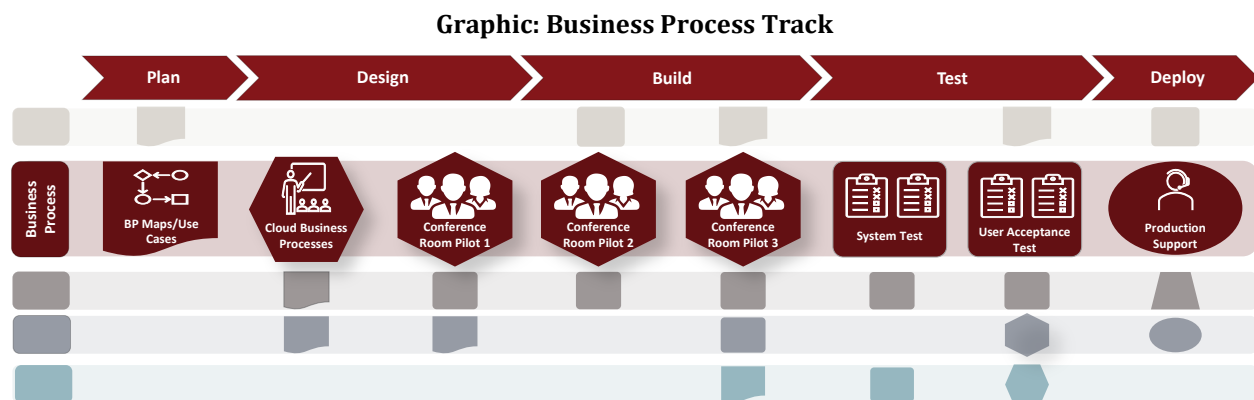 Graphic: Business Process Track
Plan
Design
Build
Test
Deploy
Business
Process
BP Maps/Use
Cases
Cloud Business
Processes
Conference
Room Pilot 1
Conference
Room Pilot 2
Conference
Room Pilot 3
System Test
User Acceptance
Test
Production
Support